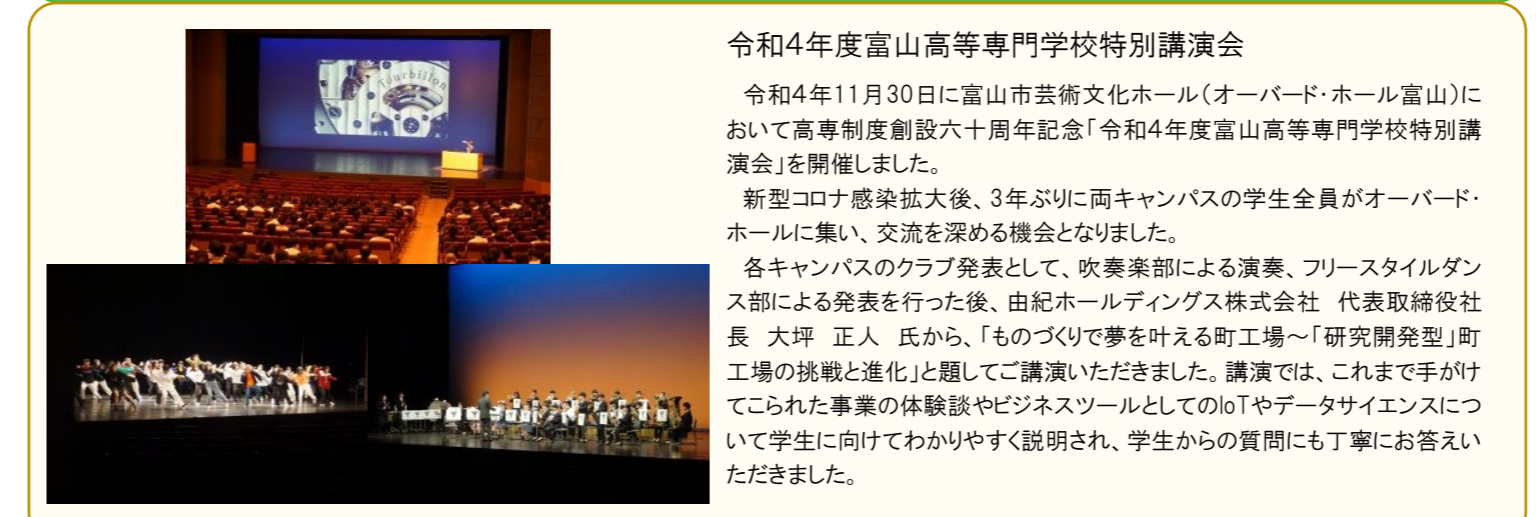 Tourbillon
令和4年度富山高等専門学校特別講演会
令和4年11月30日に富山市芸術文化ホール(オーバード・ホール富山)に
おいて高専制度創設六十周年記念「令和4年度富山高等専門学校特別講
演会」を開催しました。
新型コロナ感染拡大後、3年ぶりに両キャンパスの学生全員がオーバード・
ホールに集い、交流を深める機会となりました。
各キャンパスのクラブ発表として、吹奏楽部による演奏、フリースタイルダン
ス部による発表を行った後、由紀ホールディングス株式会社 代表取締役社
長 大坪 正人 氏から、「ものづくりで夢を叶える町工場~「研究開発型」町
工場の挑戦と進化」と題してご講演いただきました。講演では、これまで手がけ
てこられた事業の体験談やビジネスツールとしてのIoTやデータサイエンスにつ
いて学生に向けてわかりやすく説明され、学生からの質問にも丁寧にお答えい
ただきました。